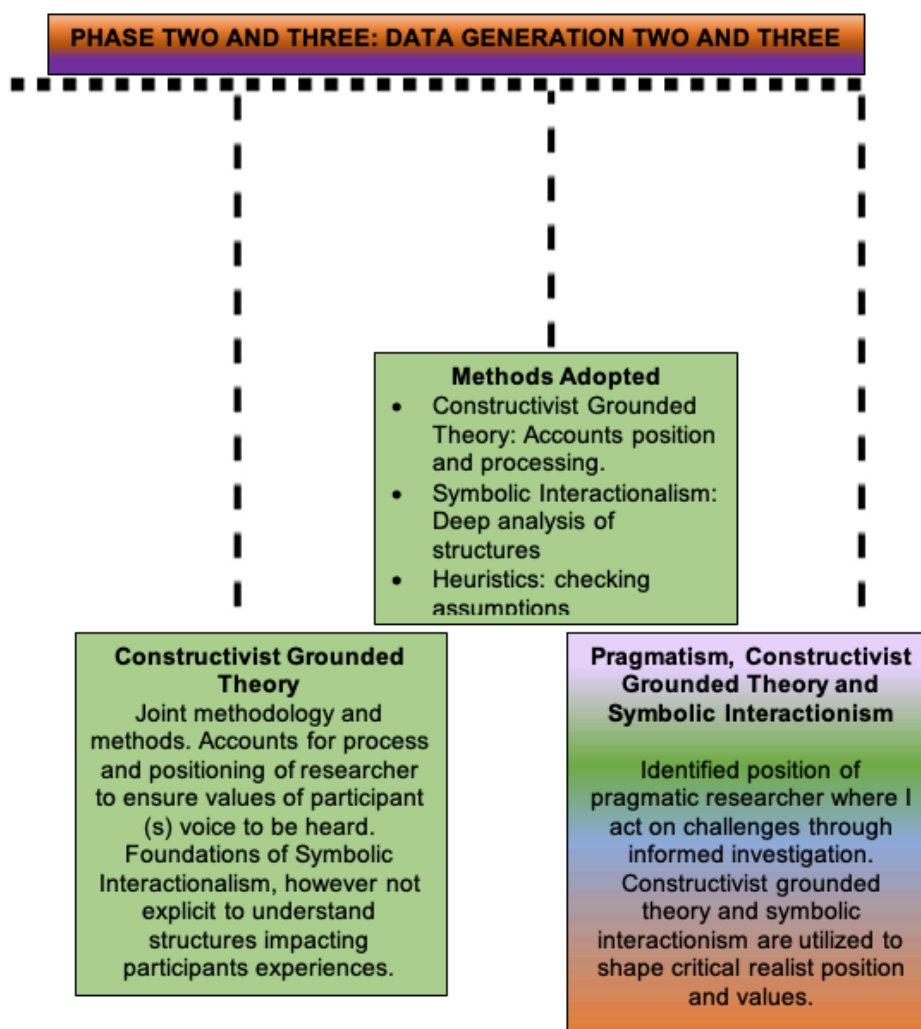 PHASE TWO AND THREE: DATA GENERATION TWO AND THREE
Methods Adopted
• Constructivist Grounded
Theory: Accounts position
and processing.
• Symbolic Interactionalism:
Deep analysis of
structures
• Heuristics: checking
assumptions
Constructivist Grounded
Theory
Joint methodology and
methods. Accounts for process
and positioning of researcher
to ensure values of participant
(s) voice to be heard.
Foundations of Symbolic
Interactionalism, however not
explicit to understand
structures impacting
participants experiences.
Pragmatism, Constructivist
Grounded Theory and
Symbolic Interactionism
Identified position of
pragmatic researcher where I
act on challenges through
informed investigation.
Constructivist grounded
theory and symbolic
interactionism are utilized to
shape critical realist position
and values.